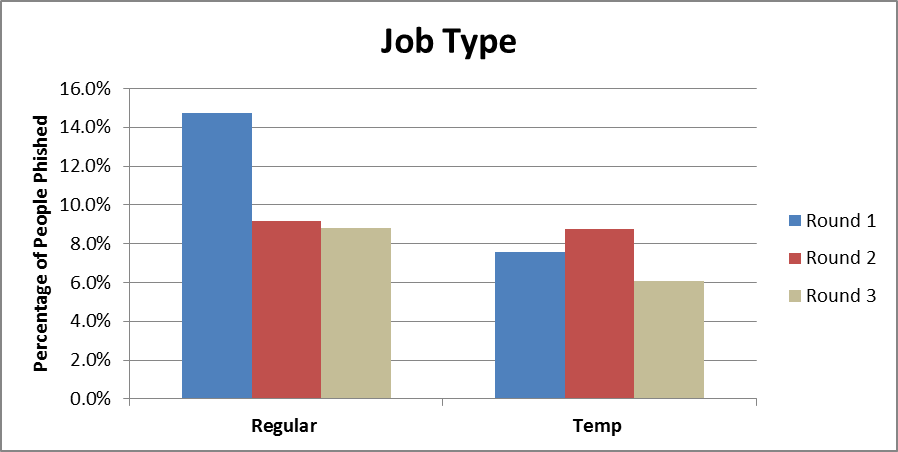 Job Type
Percentage of People Phished
16.0%
14.0%
12.0%
10.0%
8.0%
6.0%
4.0%
2.0%
0.0%
Regular
Temp
Round 1
Round 2
Round 3